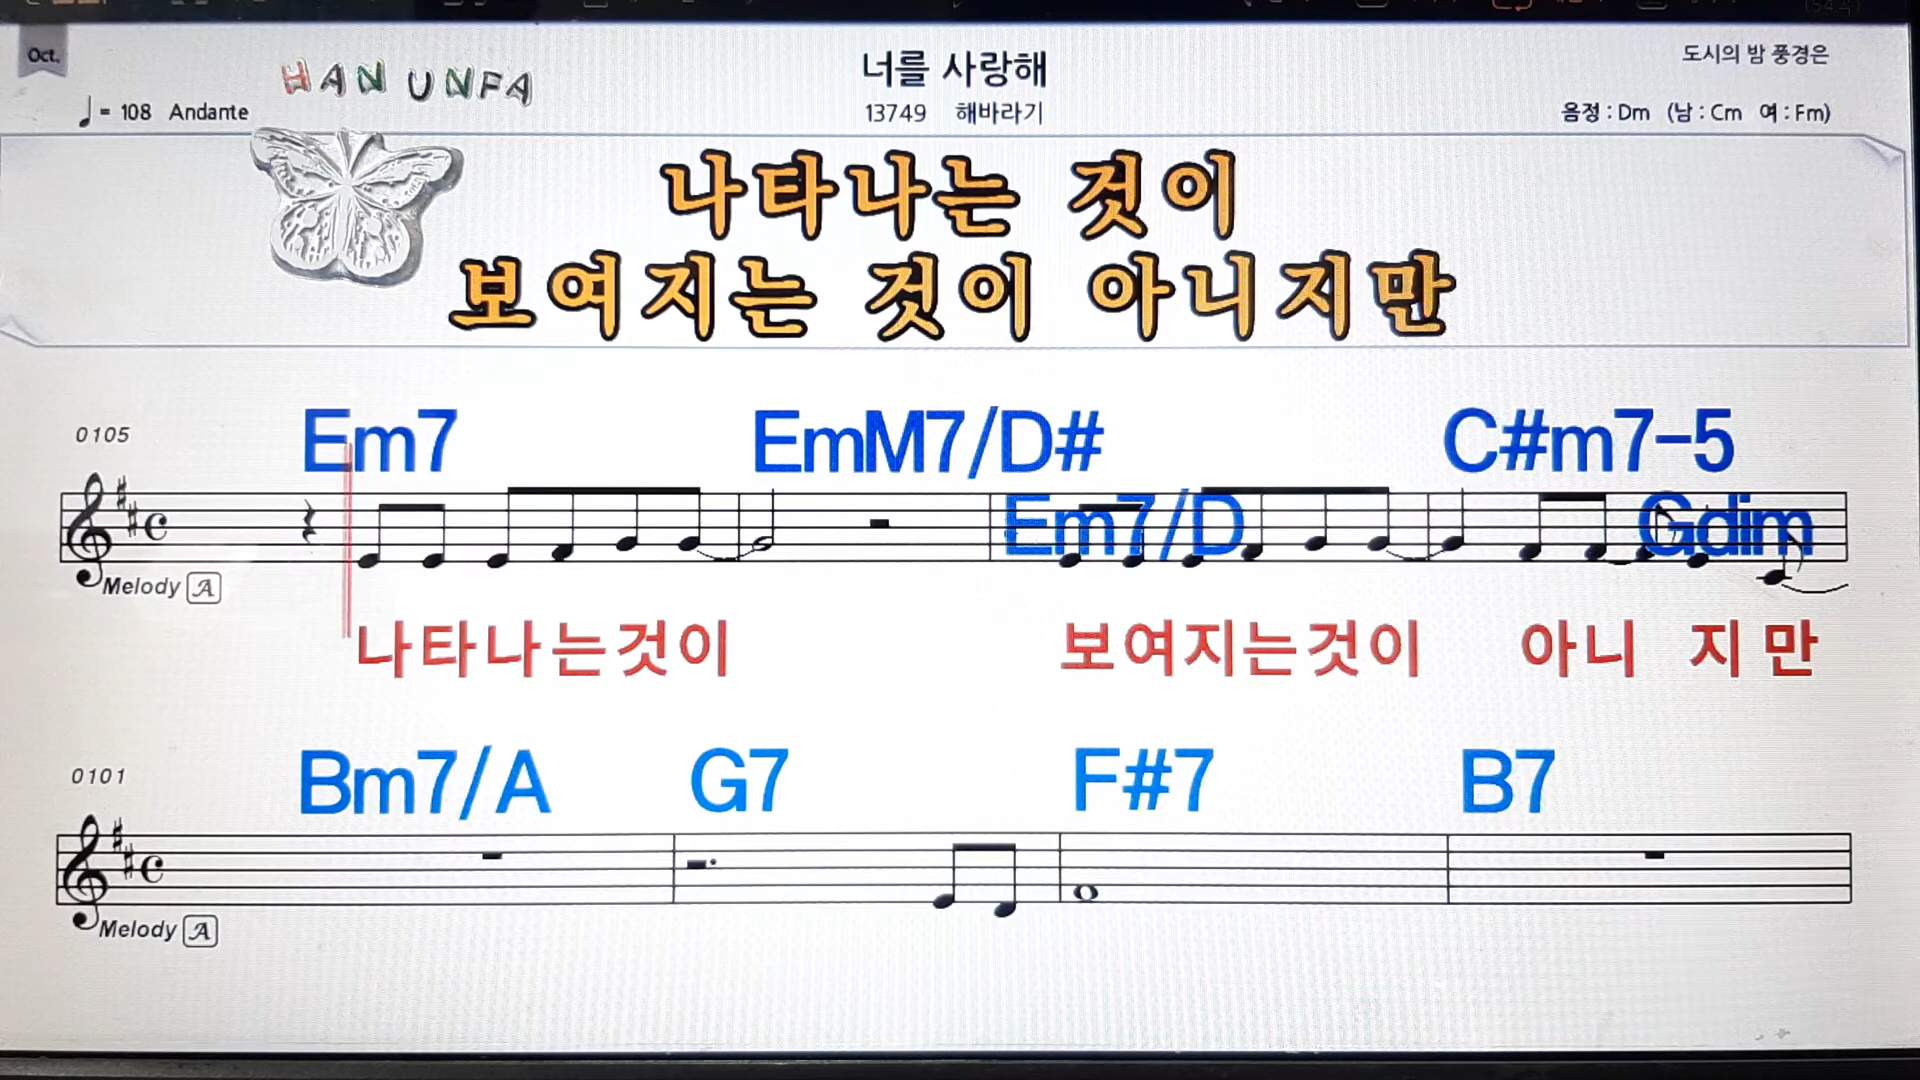 Oct.
HAN UNFA
너를 사랑해
도시의 밤 풍경은
♩= 108 Andante
13749 해바라기
음정 : Dm (남 : Cm 여 : Fm)
나타나는 것이
보여지는 것이 아니지만
0105
Em7 EmM7/D# C#m7-5
Em7/D Gdim
Melody A
나타나는것이 보여지는것이 아니 지만
0101
Bm7/A G7 F#7 B7
Melody A